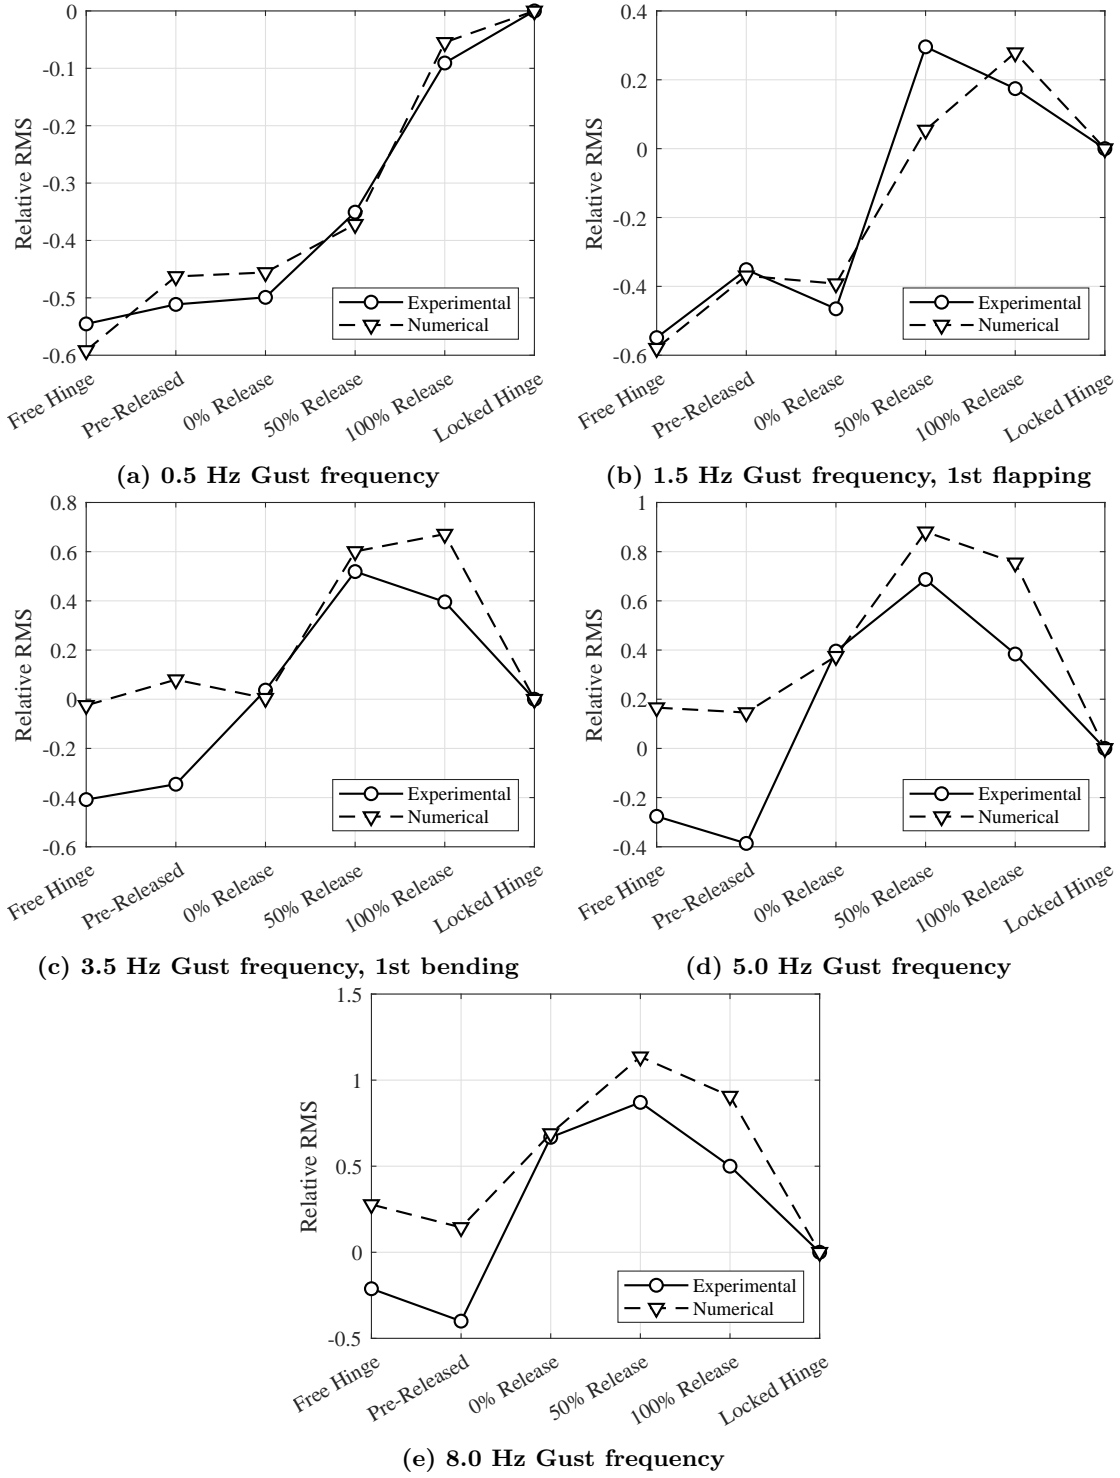 0
-0.1
-0.2
-0.3
-0.4
-0.5
-0.6
Relative RMS
Experimental
Numerical
Free Hinge
Pre-Released
0% Release
50% Release
100% Release
Locked Hinge
(a) 0.5 Hz Gust frequency
0.4
0.2
0
-0.2
-0.4
-0.6
Relative RMS
Experimental
Numerical
Free Hinge
Pre-Released
0% Release
50% Release
100% Release
Locked Hinge
(b) 1.5 Hz Gust frequency, 1st flapping
0.8
0.6
0.4
0.2
0
-0.2
-0.4
-0.6
Relative RMS
Experimental
Numerical
Free Hinge
Pre-Released
0% Release
50% Release
100% Release
Locked Hinge
(c) 3.5 Hz Gust frequency, 1st bending
1
0.8
0.6
0.4
0.2
0
-0.2
-0.4
Relative RMS
Experimental
Numerical
Free Hinge
Pre-Released
0% Release
50% Release
100% Release
Locked Hinge
(d) 5.0 Hz Gust frequency
1.5
1
0.5
0
-0.5
Relative RMS
Experimental
Numerical
Free Hinge
Pre-Released
0% Release
50% Release
100% Release
Locked Hinge
(e) 8.0 Hz Gust frequency